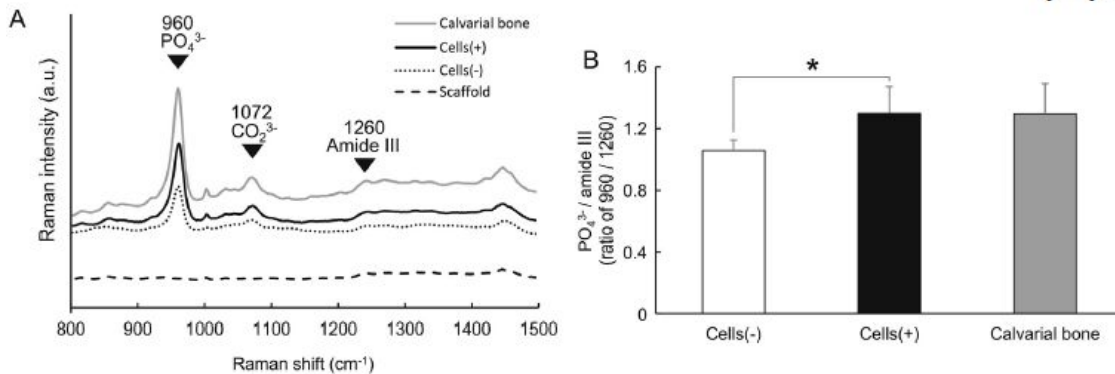 A
960
PO₄³⁻
1072
CO₂³⁻
1260
Amide III
Calvarial bone
Cells(+)
Cells(-)
Scaffold
Raman intensity (a.u.)
800 900 1000 1100 1200 1300 1400 1500
Raman shift (cm⁻¹)
B
*
PO₄³⁻ / amide III
(ratio of 960 / 1260)
1.6
1.2
0.8
0.4
0
Cells(-) Cells(+) Calvarial bone